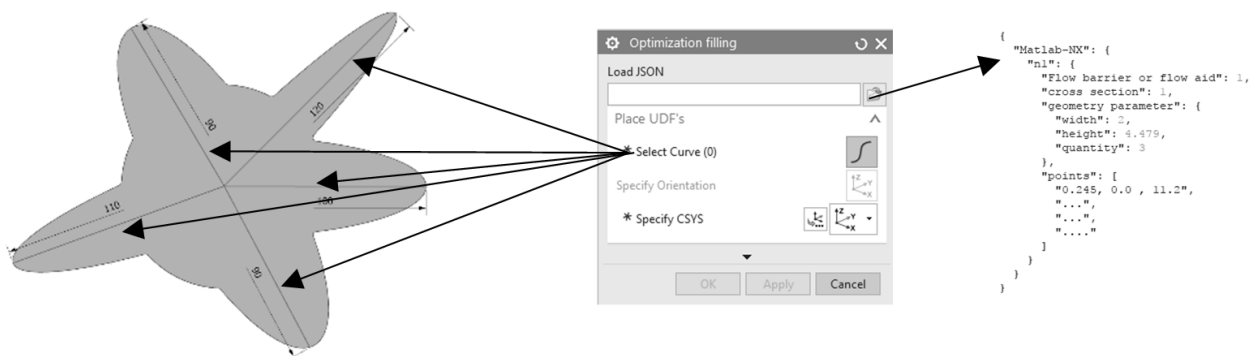 90
120
100
110
90
Optimization filling
Load JSON
Place UDF's
* Select Curve (0)
Specify Orientation
* Specify CSYS
Z
Y
X
Z
Y
X
OK
Apply
Cancel
{
"Matlab-NX": {
"n1": {
"Flow barrier or flow aid": 1,
"cross section": 1,
"geometry parameter": {
"width": 2,
"height": 4.479,
"quantity": 3
},
"points": [
"0.245, 0.0 , 11.2",
"...",
"...",
"...."
]
}
}
}